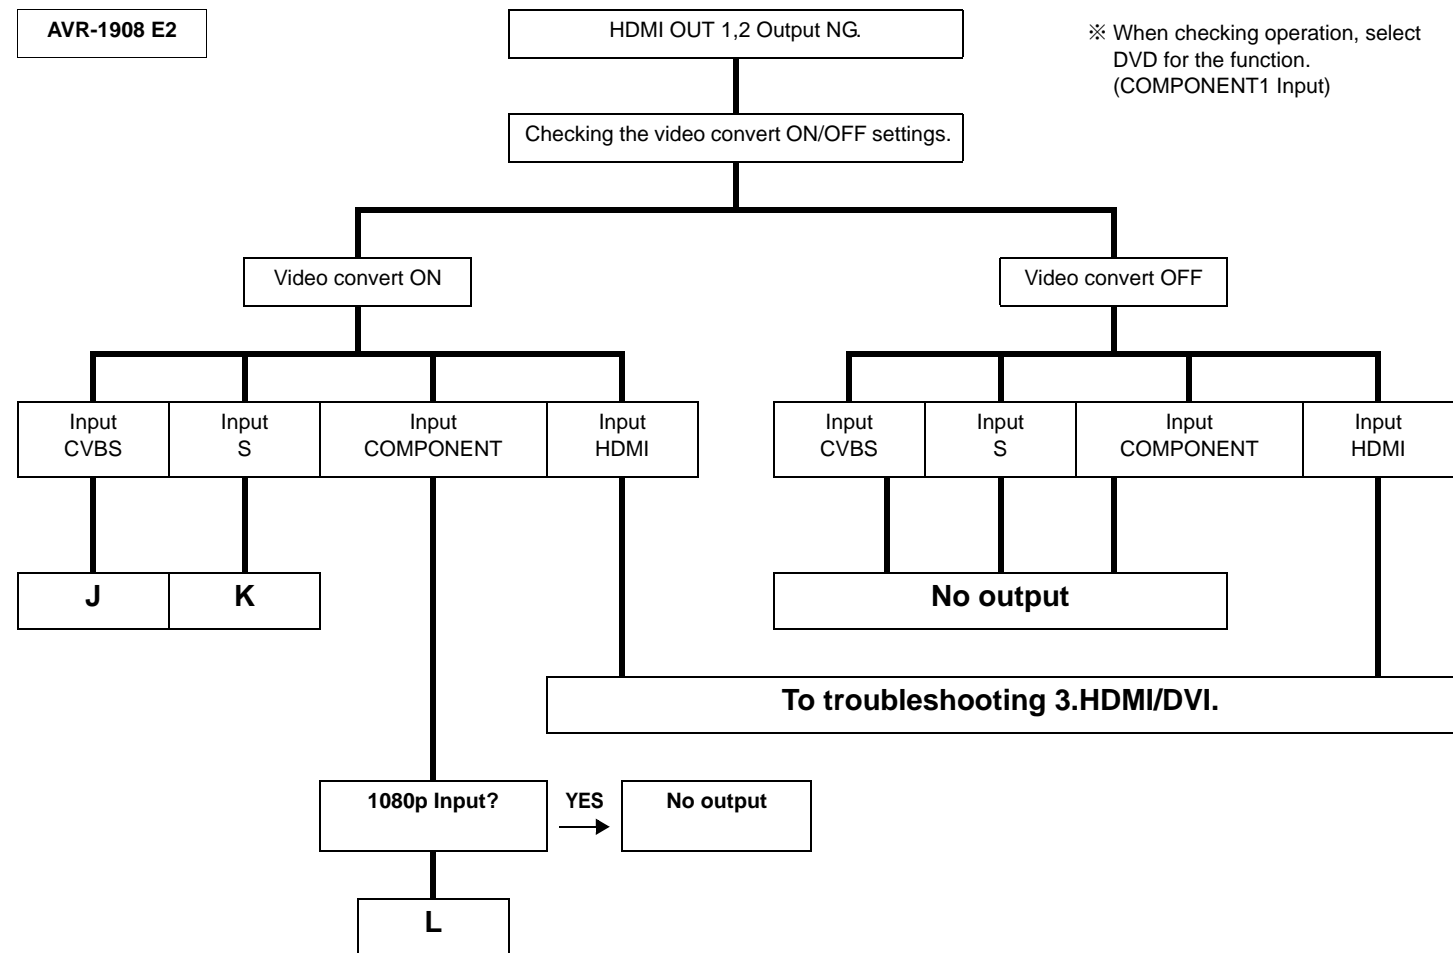 AVR-1908 E2
HDMI OUT 1,2 Output NG.
※ When checking operation, select
DVD for the function.
(COMPONENT1 Input)
Checking the video convert ON/OFF settings.
Video convert ON
Video convert OFF
Input
CVBS
Input
S
Input
COMPONENT
Input
HDMI
Input
CVBS
Input
S
Input
COMPONENT
Input
HDMI
J
K
No output
To troubleshooting 3.HDMI/DVI.
1080p Input?
YES
No output
L